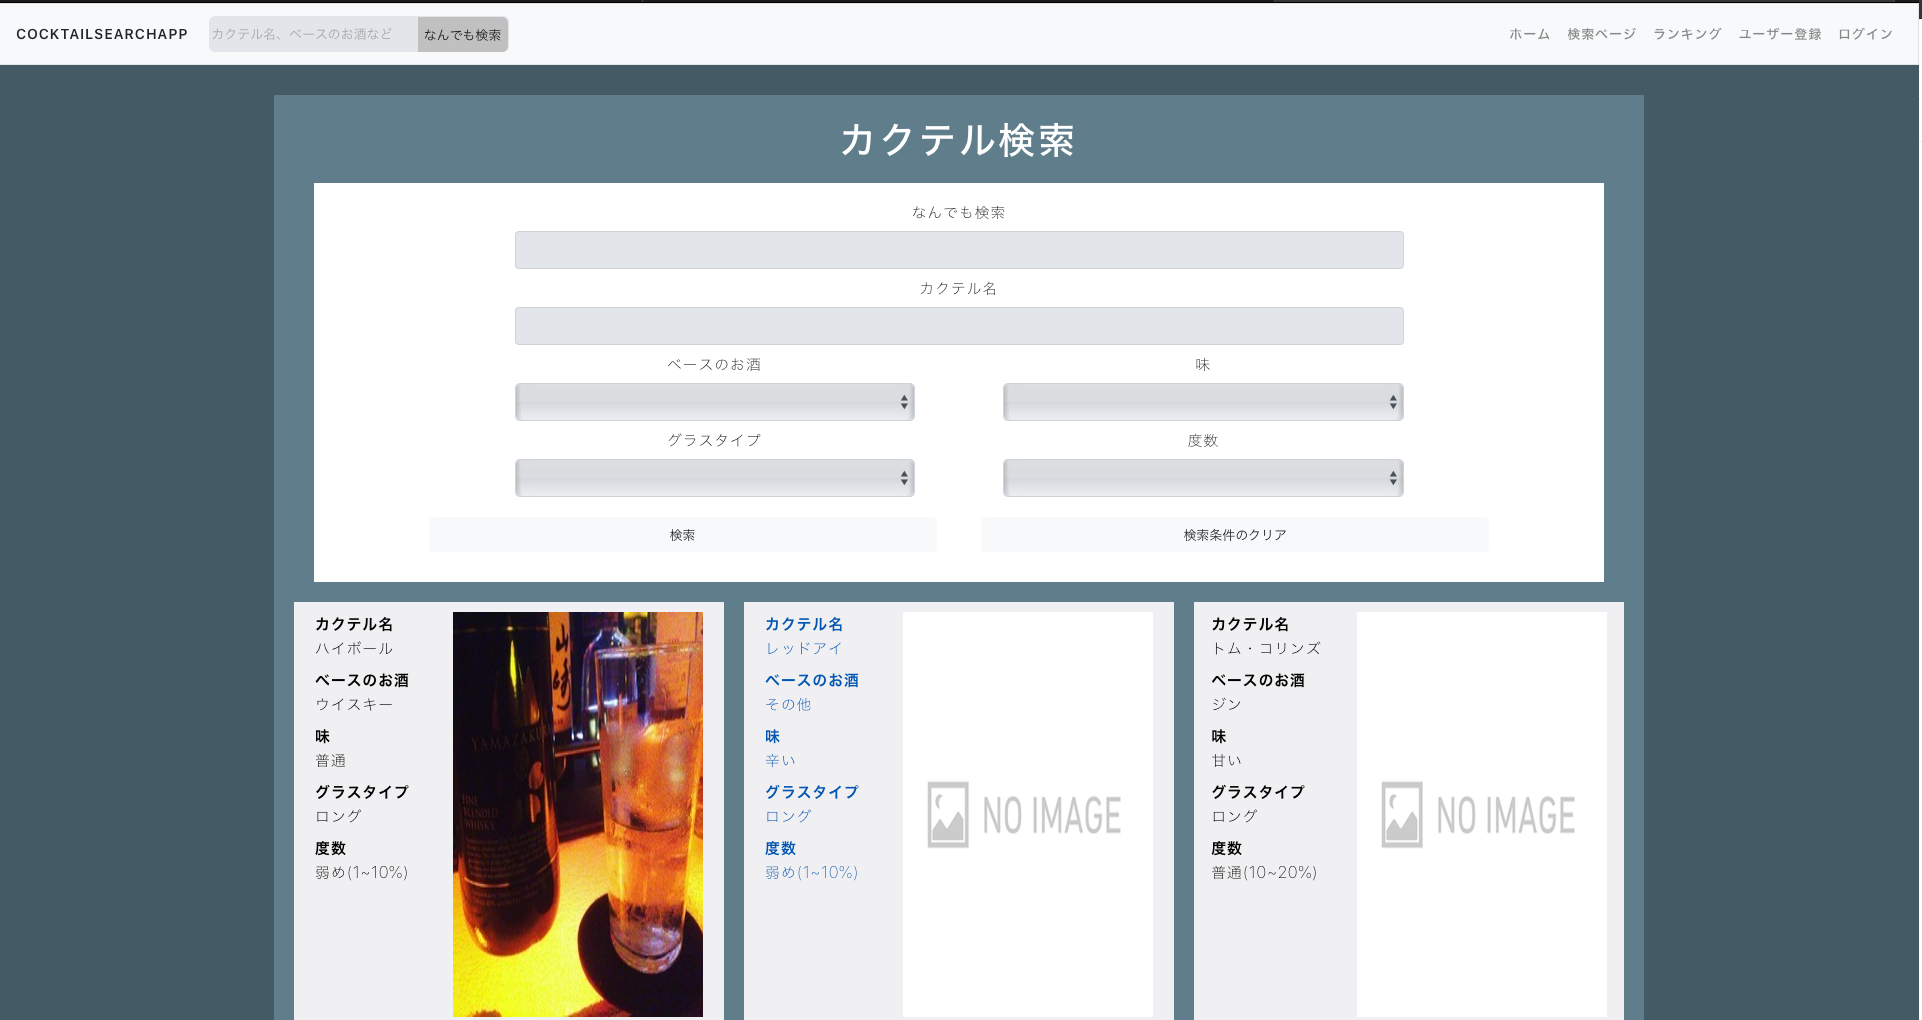 COCKTAILSEARCHAPP
カクテル名、ベースのお酒など
なんでも検索
ホーム
検索ページ
ランキング
ユーザー登録
ログイン
カクテル検索
なんでも検索
カクテル名
ベースのお酒
味
グラスタイプ
度数
検索
検索条件のクリア
カクテル名
ハイボール
ベースのお酒
ウイスキー
味
普通
グラスタイプ
ロング
度数
弱め(1~10%)
山崎
YAMAZAKURA
FINE
BLENDED
WHISKY
カクテル名
レッドアイ
ベースのお酒
その他
味
辛い
グラスタイプ
ロング
度数
弱め(1~10%)
NO IMAGE
カクテル名
トム・コリンズ
ベースのお酒
ジン
味
甘い
グラスタイプ
ロング
度数
普通(10~20%)
NO IMAGE